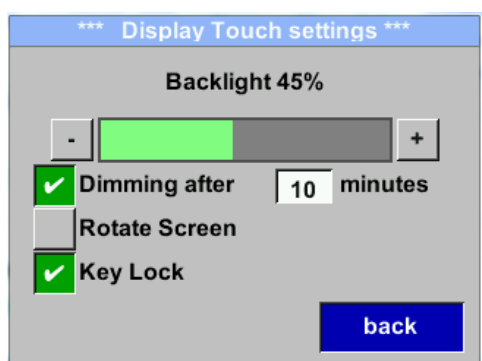 *** Display Touch settings ***
Backlight 45%
- +
Dimming after 10 minutes
Rotate Screen
Key Lock
back